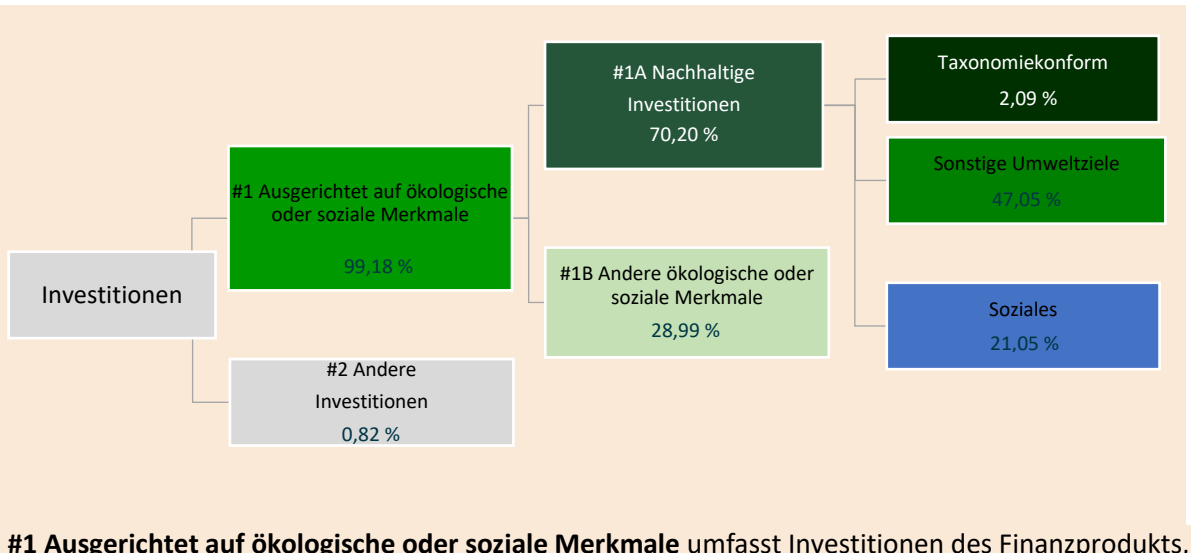 Investitionen
#1 Ausgerichtet auf ökologische
oder soziale Merkmale
99,18 %
#2 Andere
Investitionen
0,82 %
#1A Nachhaltige
Investitionen
70,20 %
#1B Andere ökologische oder
soziale Merkmale
28,99 %
Taxonomiekonform
2,09 %
Sonstige Umweltziele
47,05 %
Soziales
21,05 %
#1 Ausgerichtet auf ökologische oder soziale Merkmale umfasst Investitionen des Finanzprodukts,